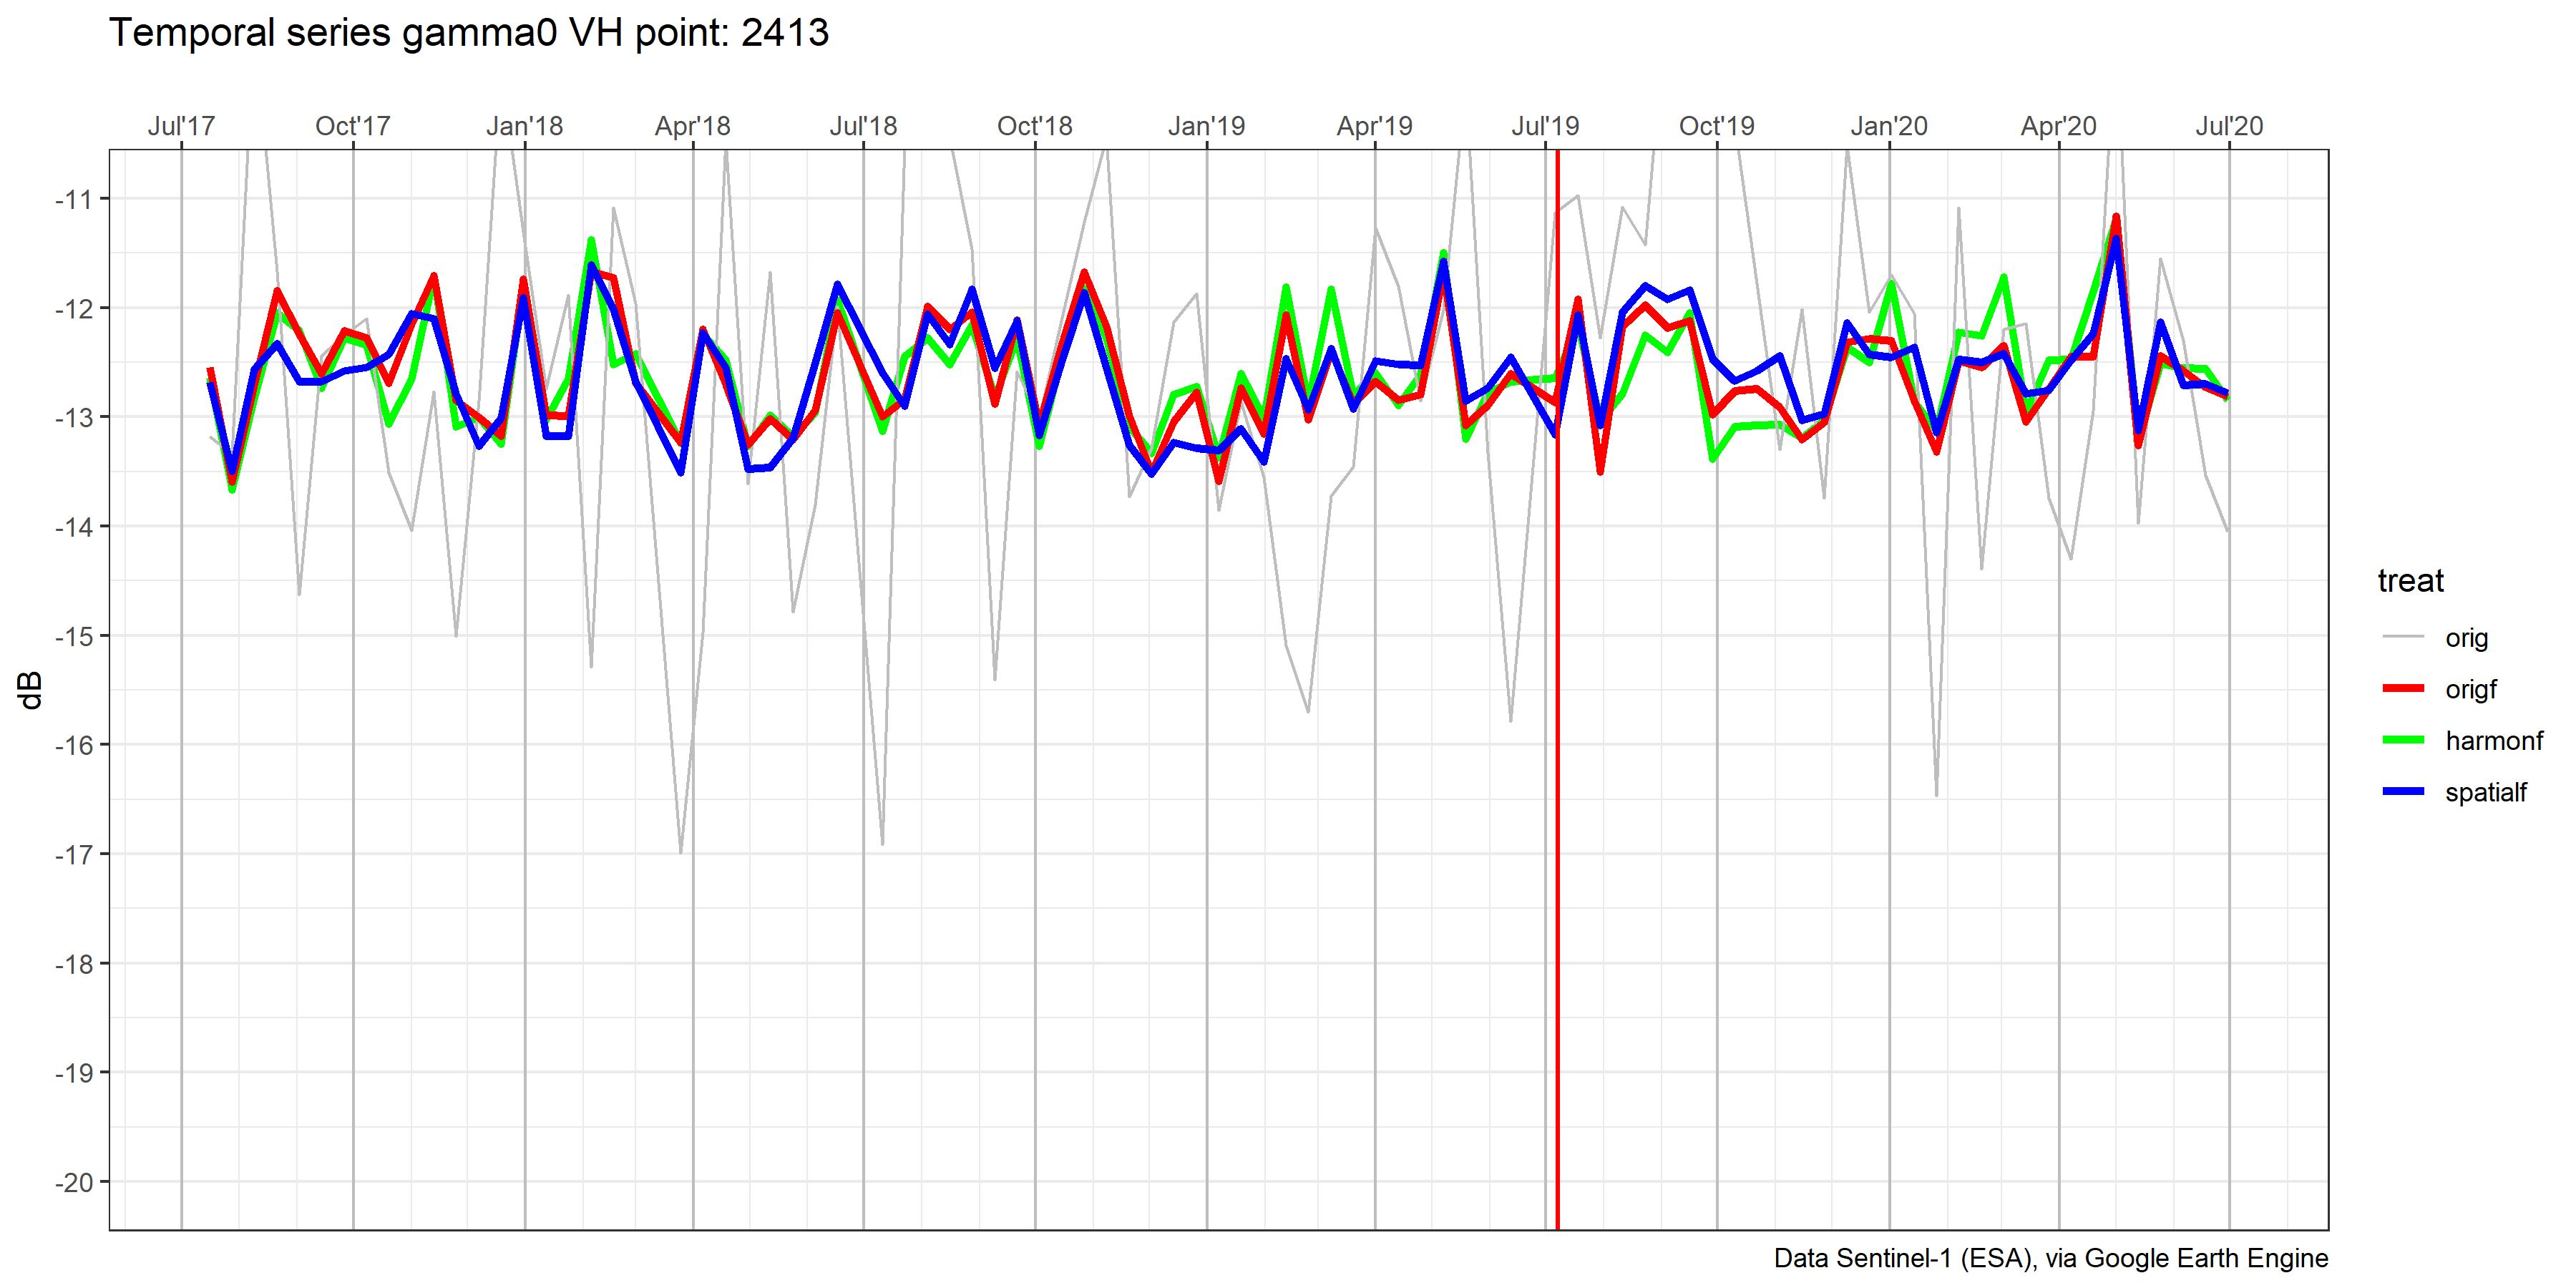 Temporal series gamma0 VH point: 2413
Jul'17 Oct'17 Jan'18 Apr'18 Jul'18 Oct'18 Jan'19 Apr'19 Jul'19 Oct'19 Jan'20 Apr'20 Jul'20
-11
-12
-13
-14
-15
-16
-17
-18
-19
-20
dB
treat
orig
origf
harmonf
spatialf
Data Sentinel-1 (ESA), via Google Earth Engine